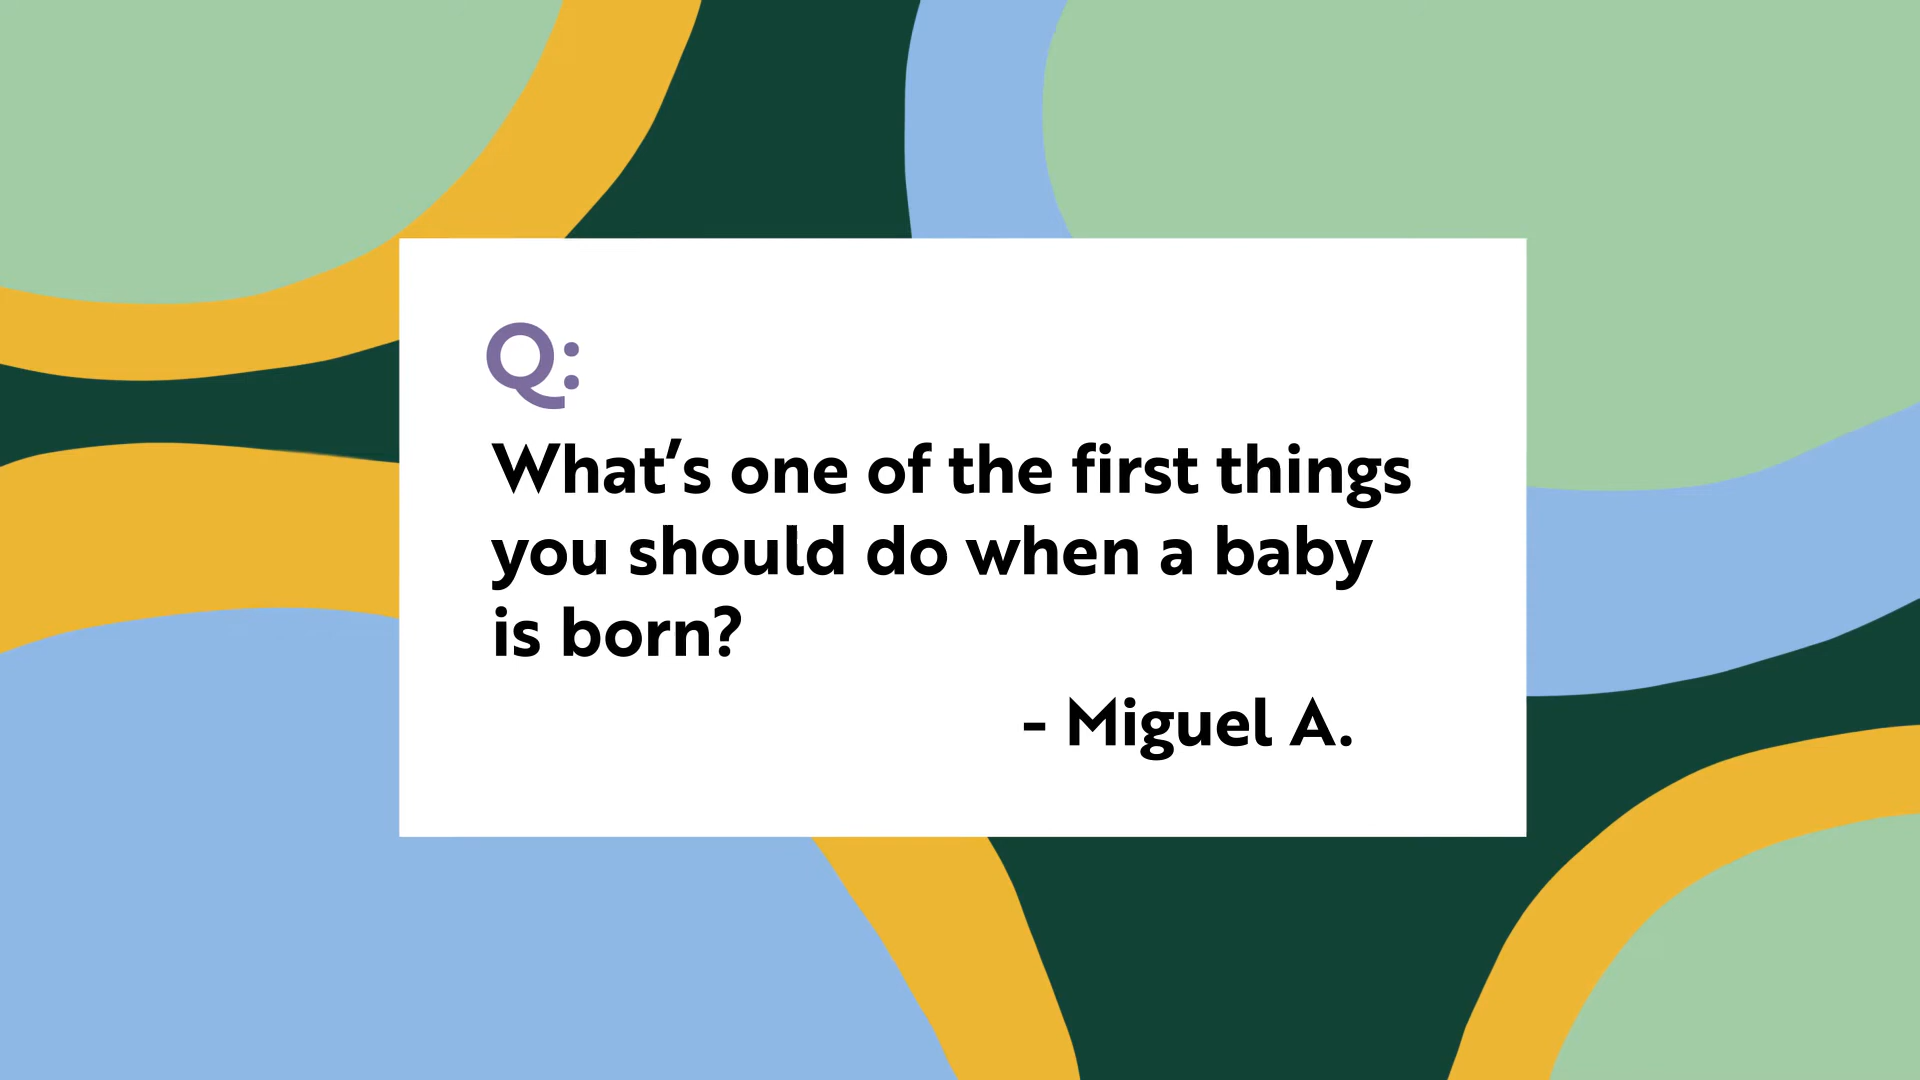 Q:
What's one of the first things
you should do when a baby
is born?
- Miguel A.